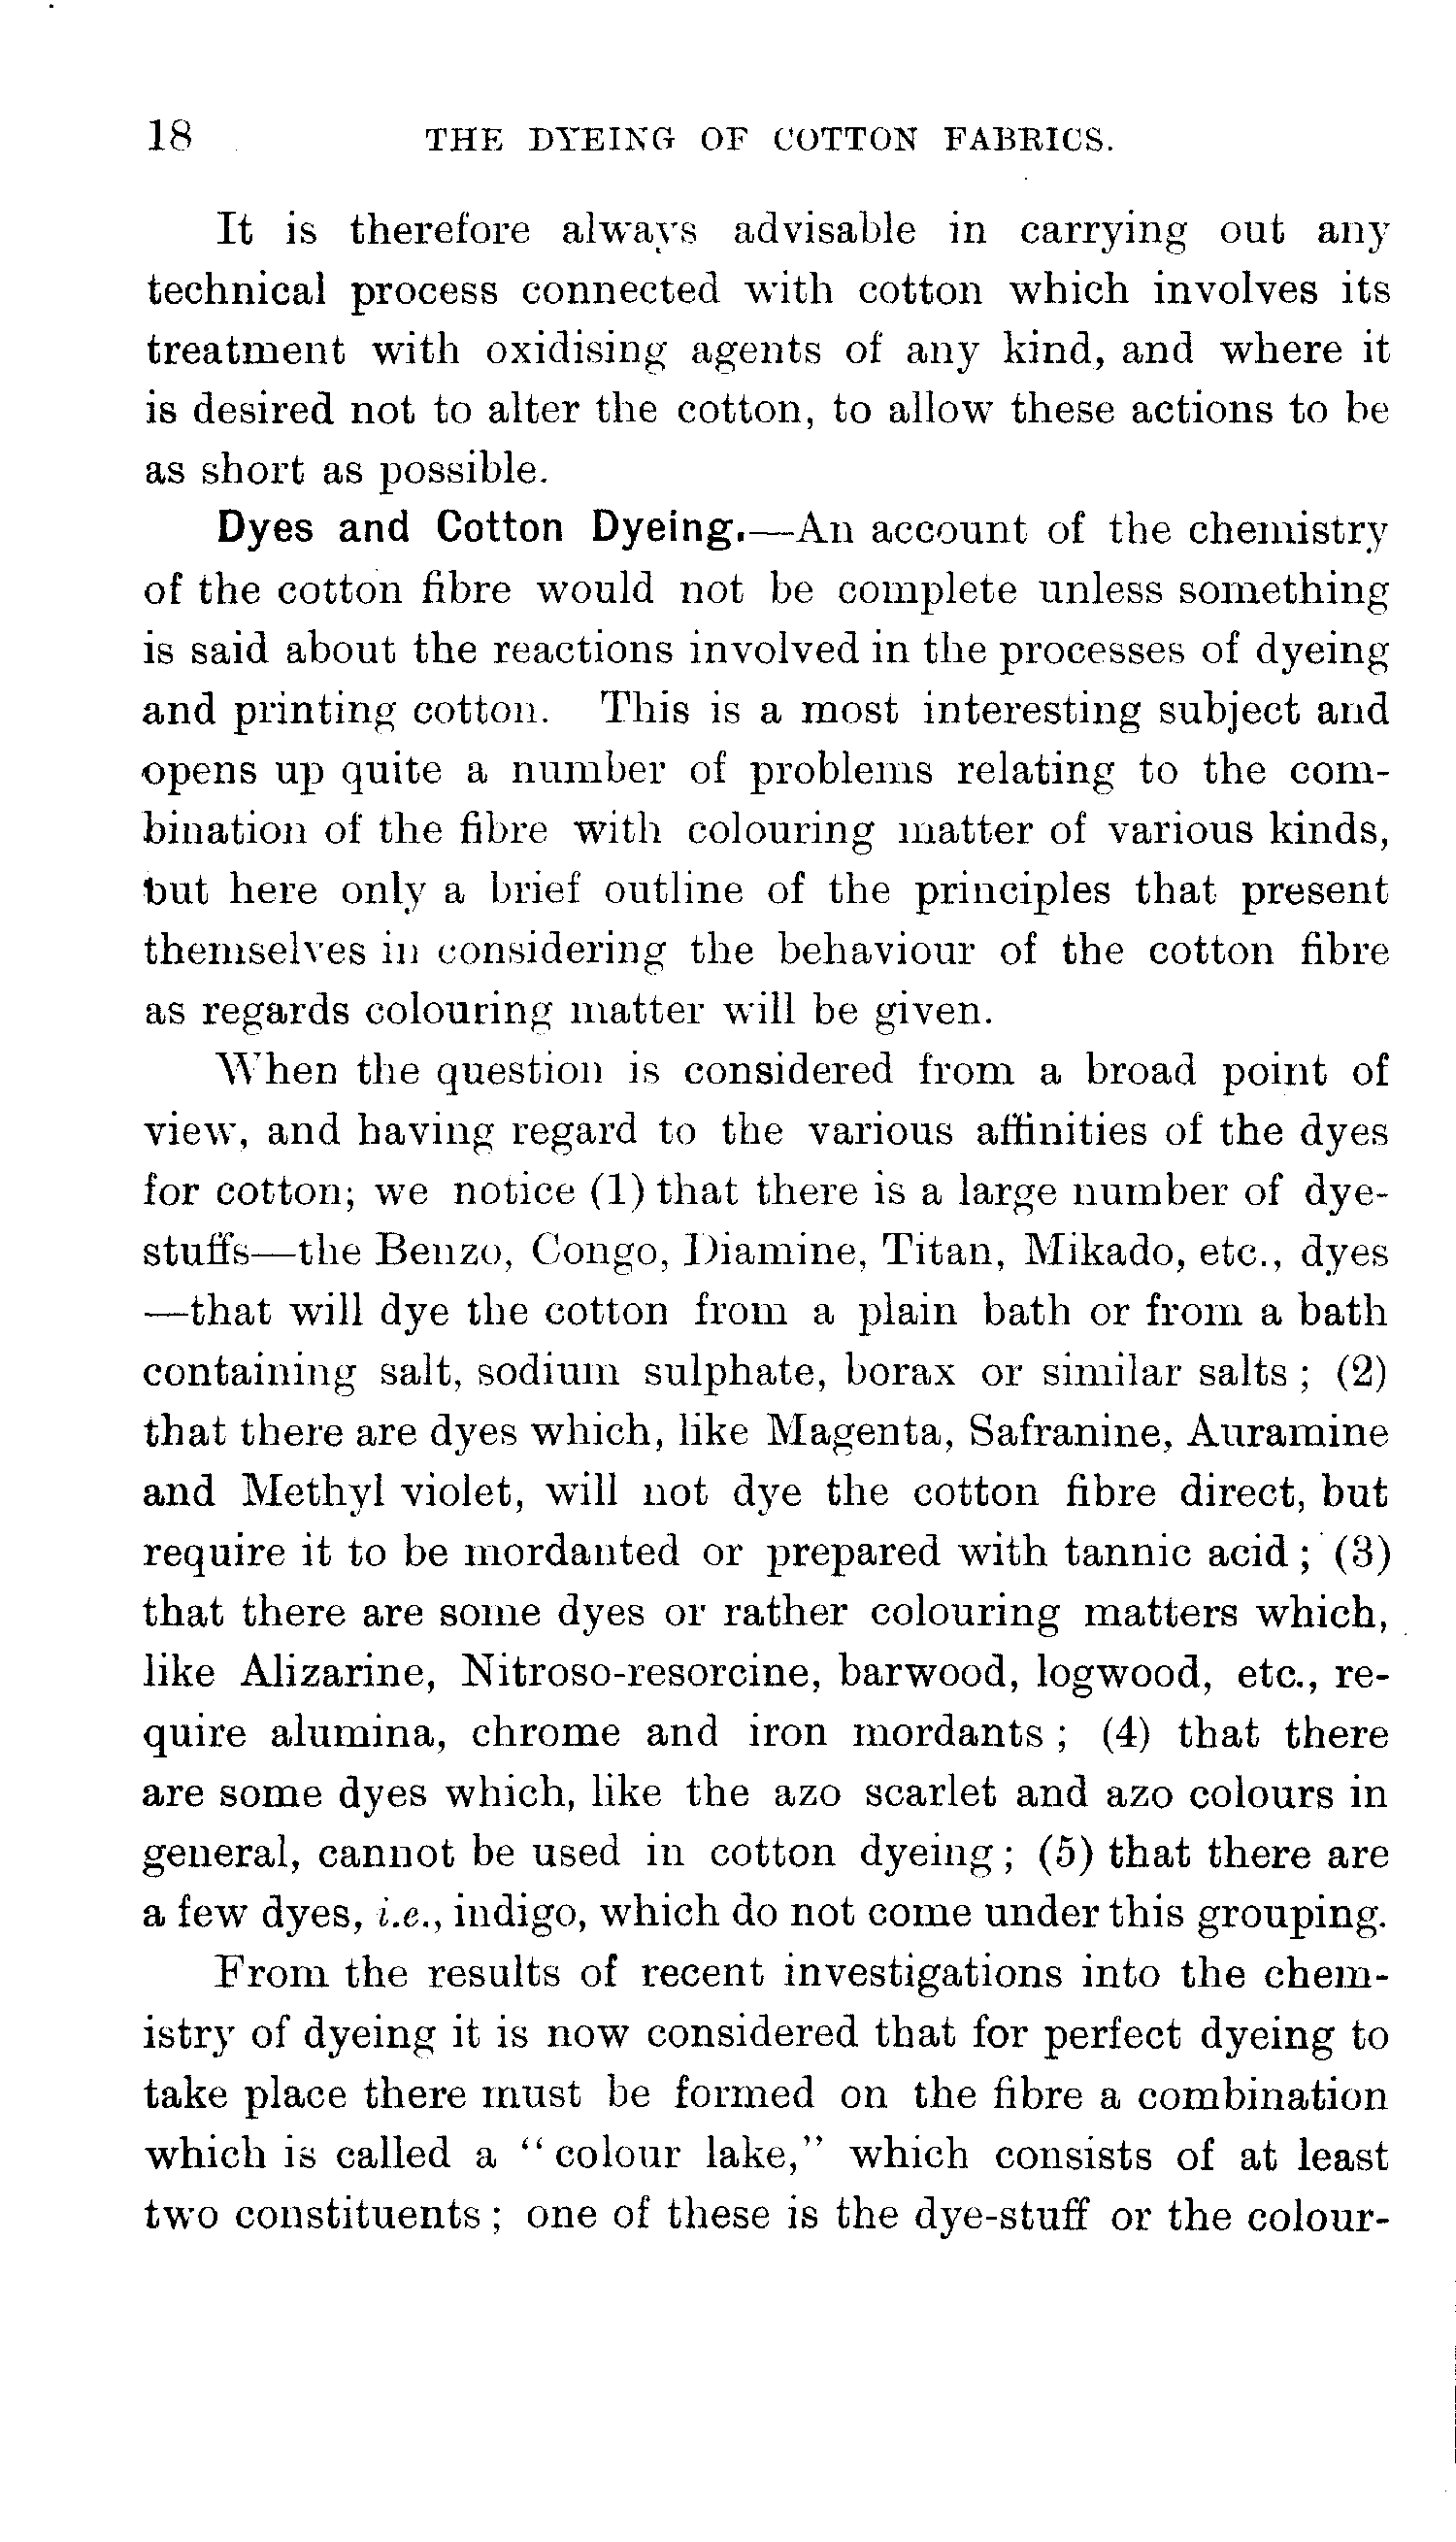 18 THE DYEING OF COTTON FABRICS.
It is therefore always advisable in carrying out any
technical process connected with cotton which involves its
treatment with oxidising agents of any kind, and where it
is desired not to alter the cotton, to allow these actions to be
as short as possible.
Dyes and Cotton Dyeing.—An account of the chemistry
of the cotton fibre would not be complete unless something
is said about the reactions involved in the processes of dyeing
and printing cotton. This is a most interesting subject and
opens up quite a number of problems relating to the com-
bination of the fibre with colouring matter of various kinds,
but here only a brief outline of the principles that present
themselves in considering the behaviour of the cotton fibre
as regards colouring matter will be given.
When the question is considered from a broad point of
view, and having regard to the various affinities of the dyes
for cotton; we notice (1) that there is a large number of dye-
stuffs—the Benzo, Congo, Diamine, Titan, Mikado, etc., dyes
—that will dye the cotton from a plain bath or from a bath
containing salt, sodium sulphate, borax or similar salts; (2)
that there are dyes which, like Magenta, Safranine, Auramine
and Methyl violet, will not dye the cotton fibre direct, but
require it to be mordanted or prepared with tannic acid; (3)
that there are some dyes or rather colouring matters which,
like Alizarine, Nitroso-resorcine, barwood, logwood, etc., re-
quire alumina, chrome and iron mordants; (4) that there
are some dyes which, like the azo scarlet and azo colours in
general, cannot be used in cotton dyeing; (5) that there are
a few dyes, i.e., indigo, which do not come under this grouping.
From the results of recent investigations into the chem-
istry of dyeing it is now considered that for perfect dyeing to
take place there must be formed on the fibre a combination
which is called a "colour lake," which consists of at least
two constituents; one of these is the dye-stuff or the colour-